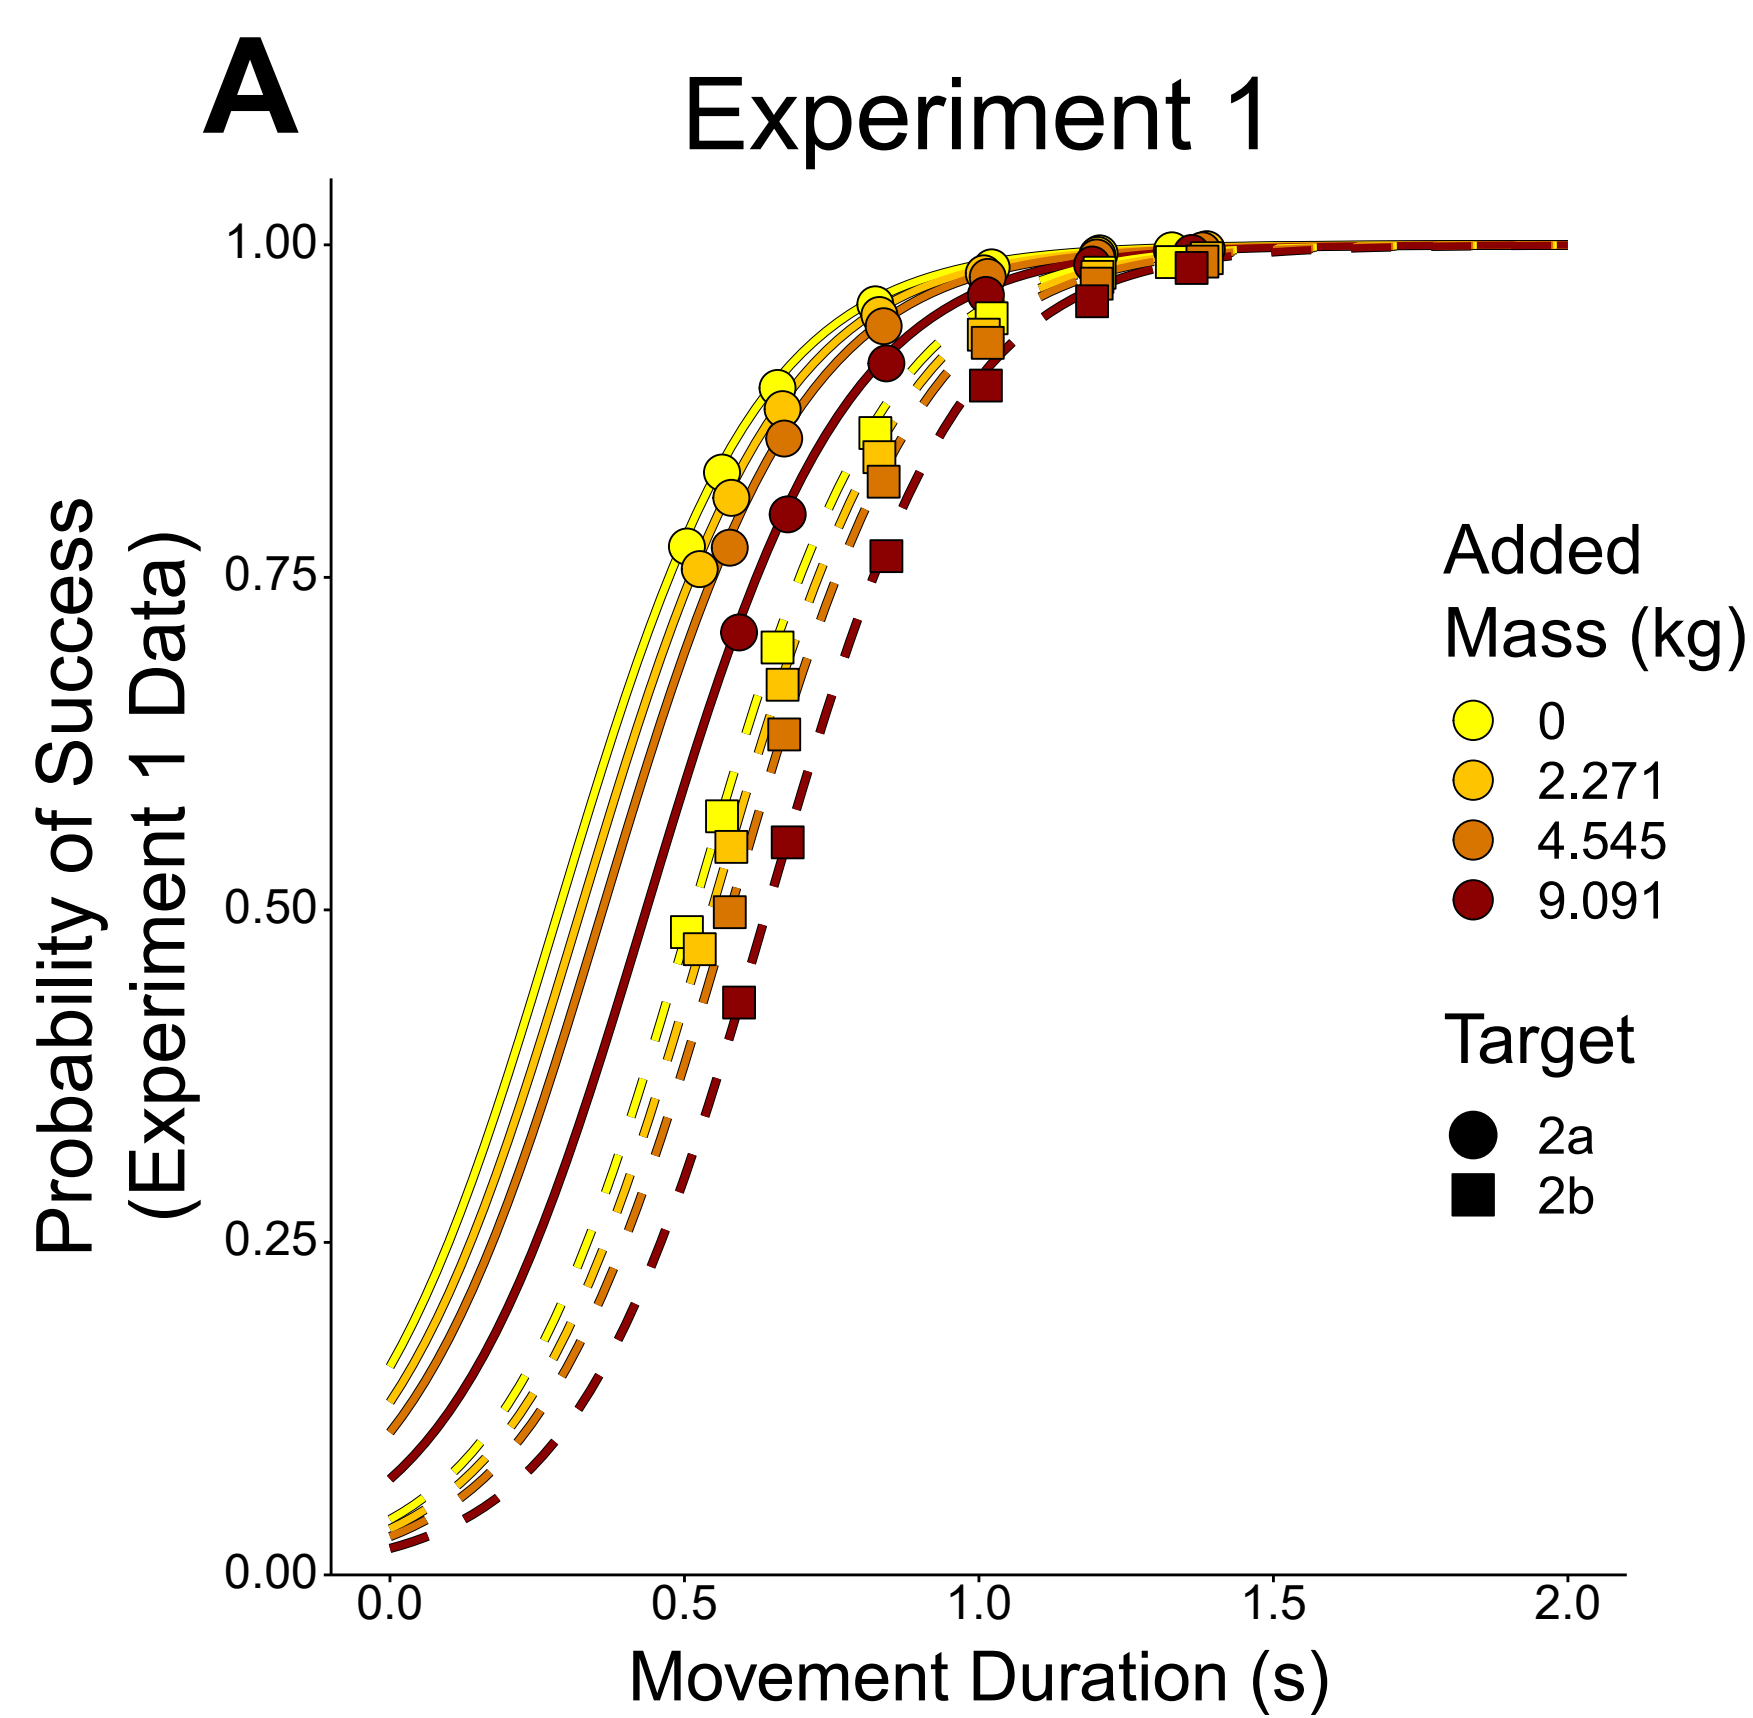 A
Experiment 1
Probability of Success
(Experiment 1 Data)
1.00
0.75
0.50
0.25
0.00
0.0
0.5
1.0
1.5
2.0
Movement Duration (s)
Added
Mass (kg)
0
2.271
4.545
9.091
Target
2a
2b